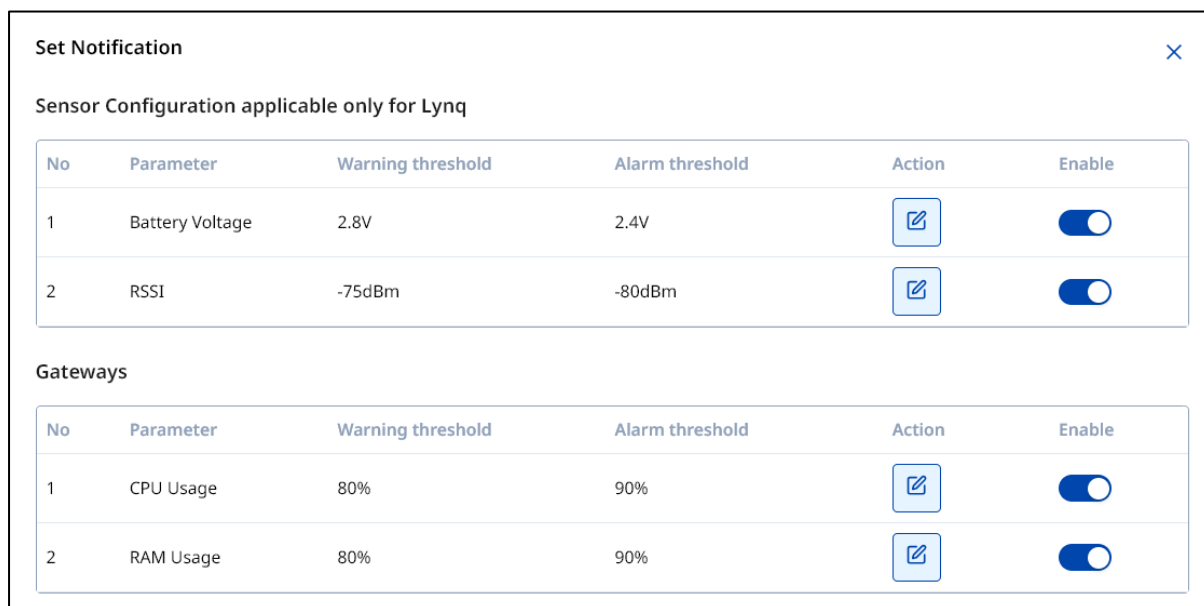 Set Notification
Sensor Configuration applicable only for Lynq
No Parameter Warning threshold Alarm threshold Action Enable
1 Battery Voltage 2.8V 2.4V
2 RSSI -75dBm -80dBm
Gateways
No Parameter Warning threshold Alarm threshold Action Enable
1 CPU Usage 80% 90%
2 RAM Usage 80% 90%